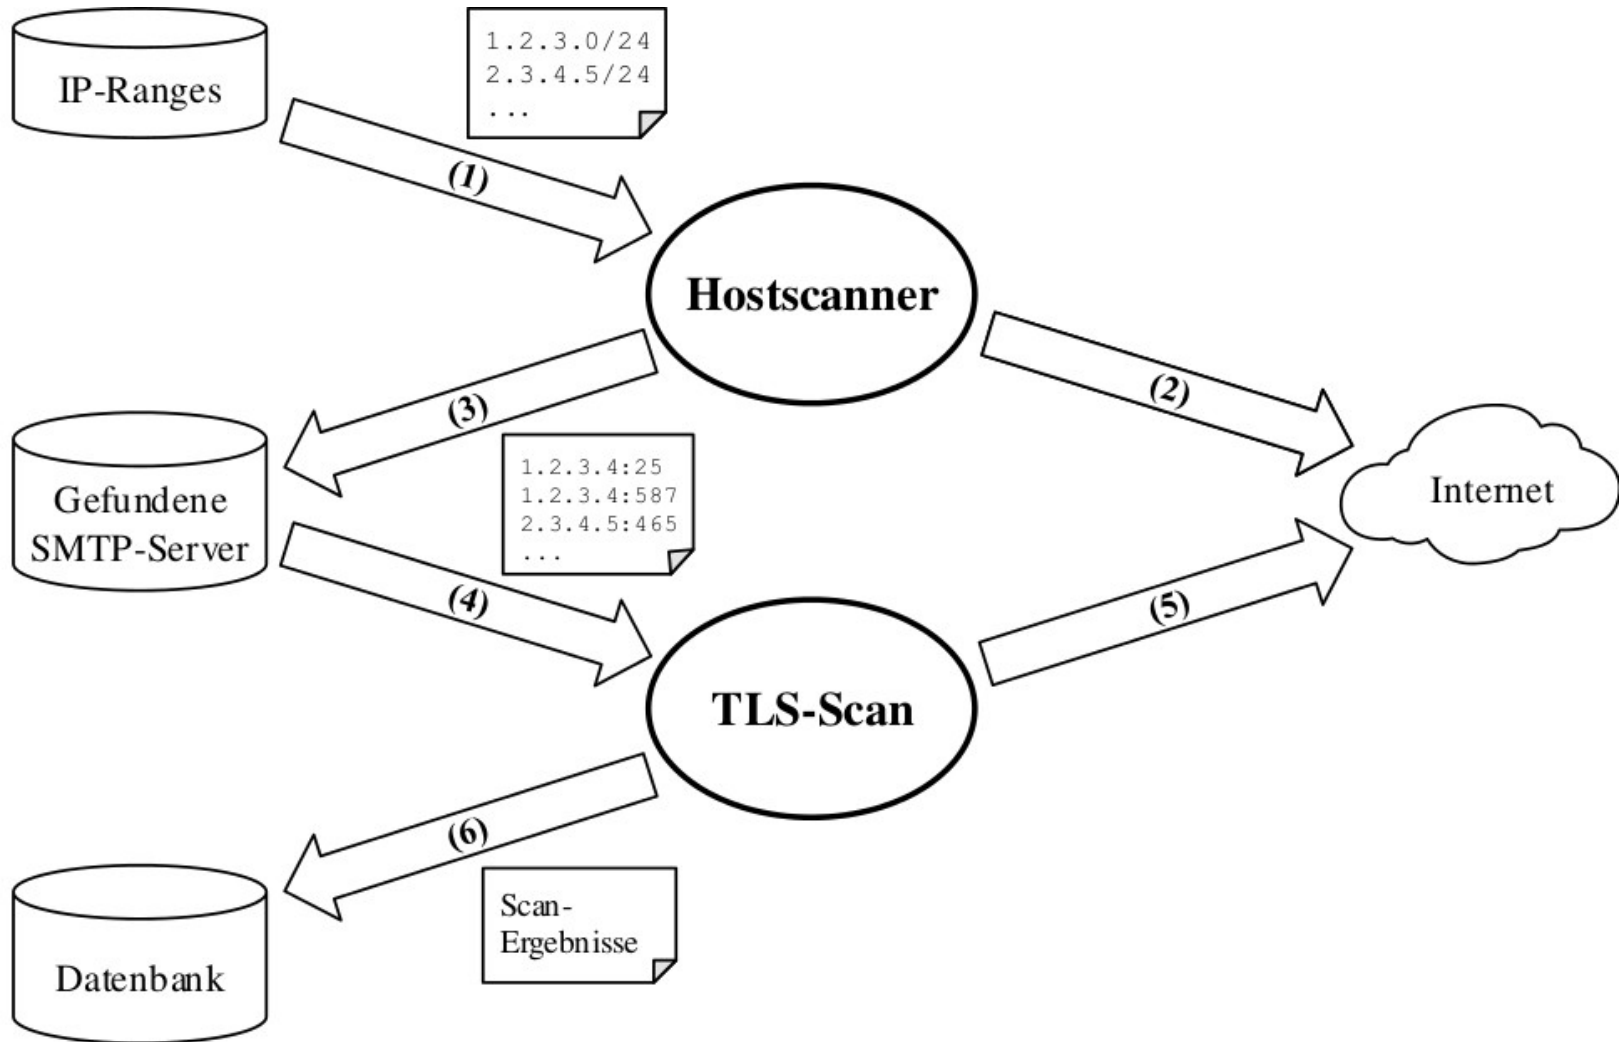 IP-Ranges
1.2.3.0/24
2.3.4.5/24
...
(1)
Hostscanner
(2)
(3)
Gefundene
SMTP-Server
1.2.3.4:25
1.2.3.4:587
2.3.4.5:465
...
Internet
(4)
(5)
TLS-Scan
(6)
Scan-
Ergebnisse
Datenbank